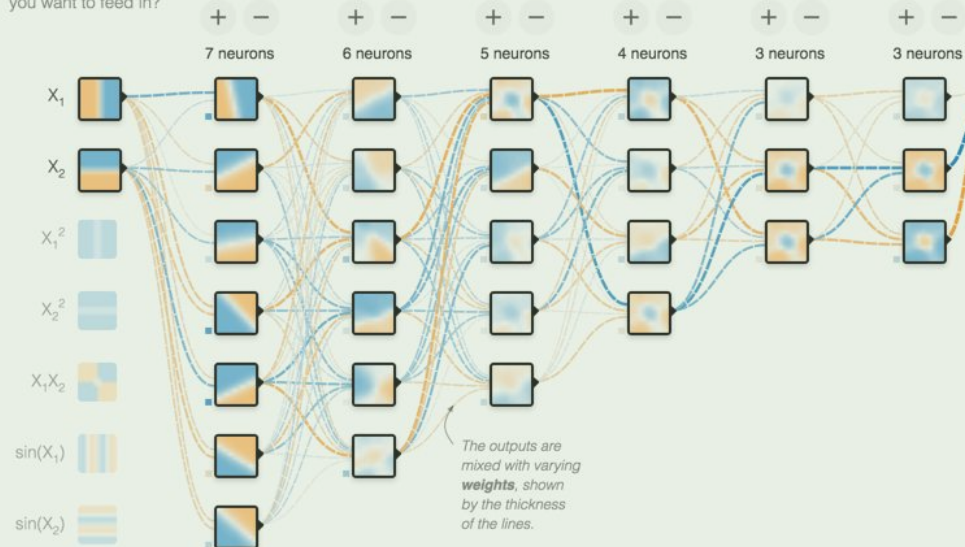 you want to feed in?
+ − + − + − + − + − + −
7 neurons 6 neurons 5 neurons 4 neurons 3 neurons 3 neurons
X₁
X₂
X₁²
X₂²
X₁X₂
sin(X₁)
sin(X₂)
The outputs are
mixed with varying
weights, shown
by the thickness
of the lines.